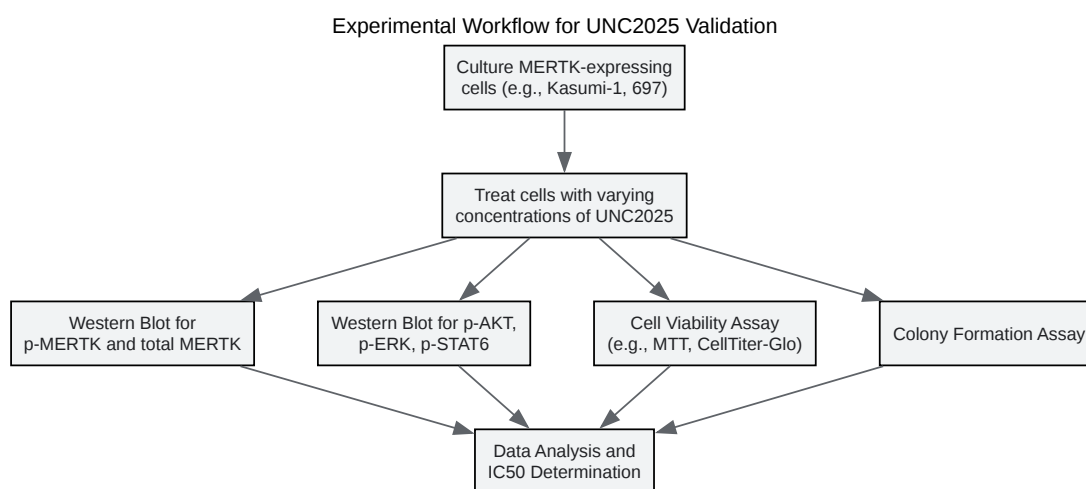 Experimental Workflow for UNC2025 Validation
Culture MERTK-expressing
cells (e.g., Kasumi-1, 697)
Treat cells with varying
concentrations of UNC2025
Western Blot for
p-MERTK and total MERTK
Western Blot for p-AKT,
p-ERK, p-STAT6
Cell Viability Assay
(e.g., MTT, CellTiter-Glo)
Colony Formation Assay
Data Analysis and
IC50 Determination